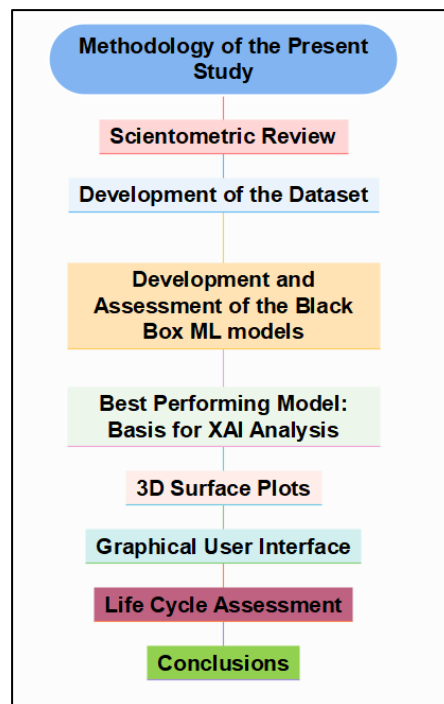 Methodology of the Present
Study
Scientometric Review
Development of the Dataset
Development and
Assessment of the Black
Box ML models
Best Performing Model:
Basis for XAI Analysis
3D Surface Plots
Graphical User Interface
Life Cycle Assessment
Conclusions